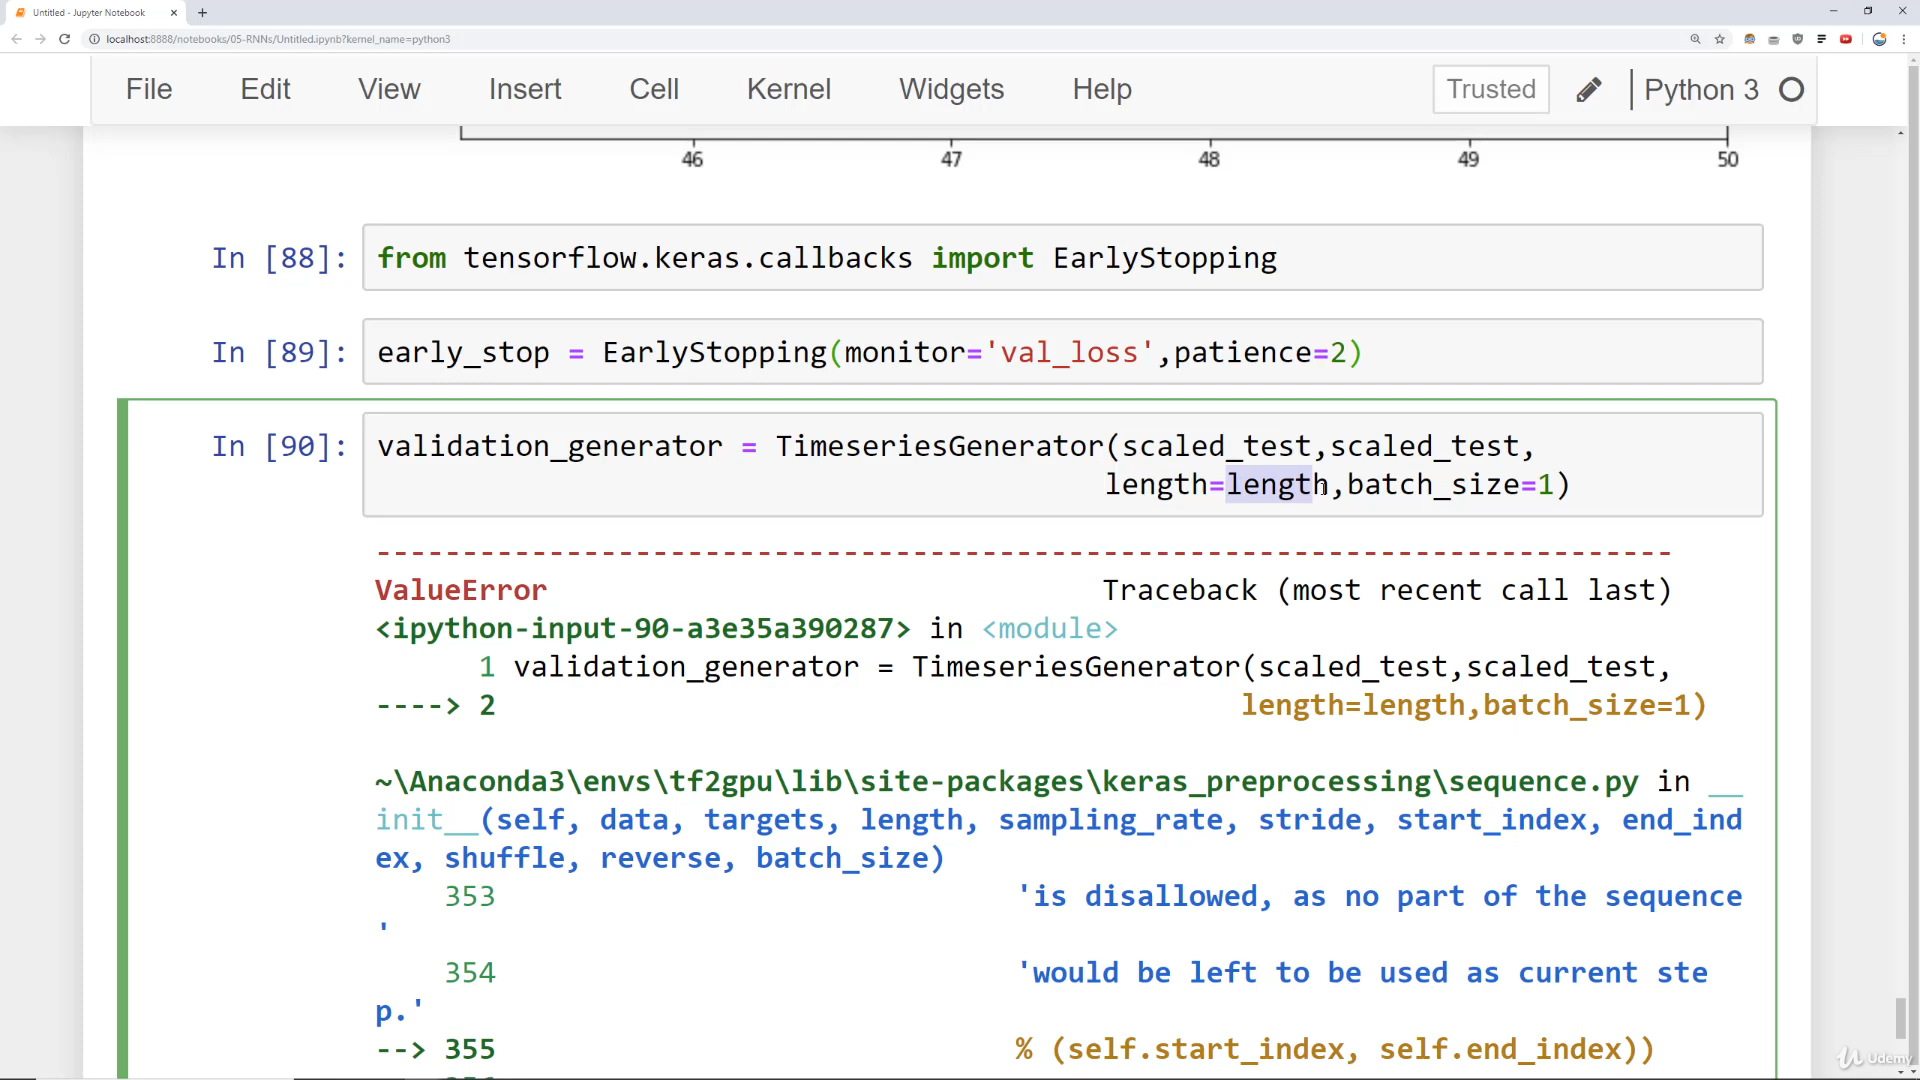 Untitled - Jupyter Notebook
localhost:8888/notebooks/05-RNNs/Untitled.ipynb?kernel_name=python3
File Edit View Insert Cell Kernel Widgets Help Trusted Python 3
46 47 48 49 50
In [88]: from tensorflow.keras.callbacks import EarlyStopping
In [89]: early_stop = EarlyStopping(monitor='val_loss',patience=2)
In [90]: validation_generator = TimeseriesGenerator(scaled_test,scaled_test,
length=length,batch_size=1)
---------------------------------------------------------------------------
ValueError Traceback (most recent call last)
<ipython-input-90-a3e35a390287> in <module>
1 validation_generator = TimeseriesGenerator(scaled_test,scaled_test,
----> 2 length=length,batch_size=1)
~\Anaconda3\envs\tf2gpu\lib\site-packages\keras_preprocessing\sequence.py in __
init__(self, data, targets, length, sampling_rate, stride, start_index, end_ind
ex, shuffle, reverse, batch_size)
353 'is disallowed, as no part of the sequence
'
354 'would be left to be used as current ste
p.'
--> 355 % (self.start_index, self.end_index))
Udemy